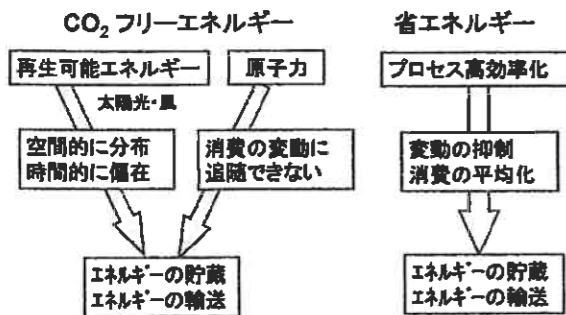 CO₂ フリーエネルギー
省エネルギー
再生可能エネルギー
原子力
プロセス高効率化
太陽光・風
空間的に分布
時間的に偏在
消費の変動に
追随できない
変動の抑制
消費の平均化
エネルギーの貯蔵
エネルギーの輸送
エネルギーの貯蔵
エネルギーの輸送